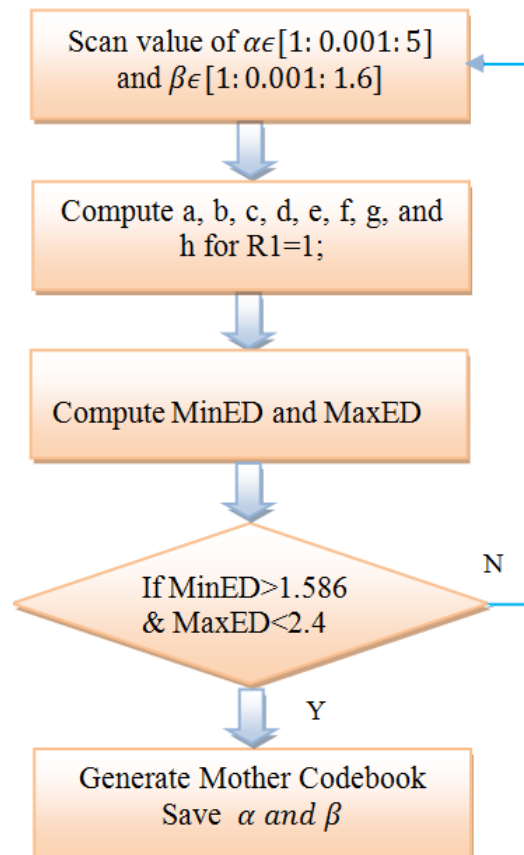 Scan value of αϵ[1: 0.001: 5]
and βϵ[1: 0.001: 1.6]
Compute a, b, c, d, e, f, g, and
h for R1=1;
Compute MinED and MaxED
If MinED>1.586
& MaxED<2.4
N
Y
Generate Mother Codebook
Save α and β